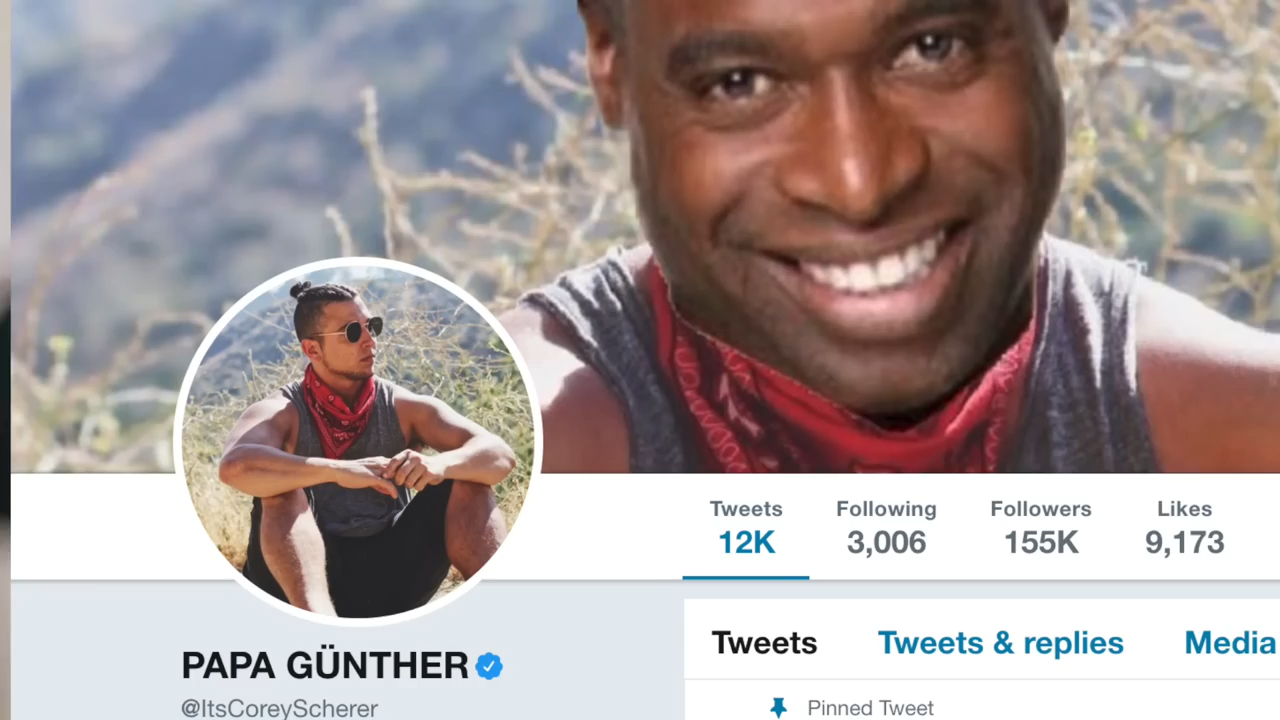 Tweets Following Followers Likes
12K 3,006 155K 9,173
Tweets Tweets & replies Media
PAPA GÜNTHER
@ItsCoreyScherer
Pinned Tweet